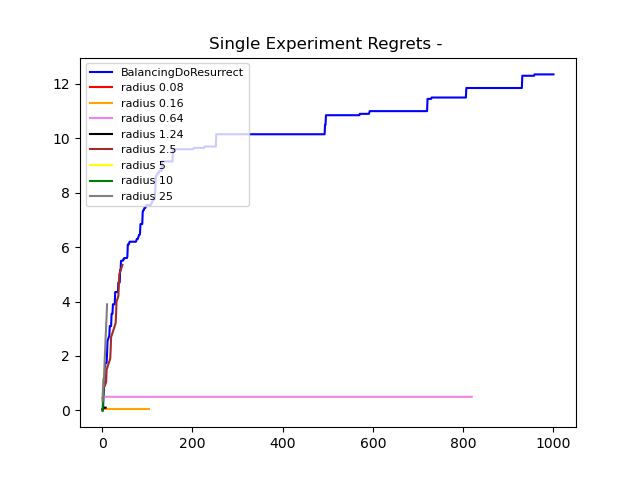 Single Experiment Regrets -
BalancingDoResurrect
radius 0.08
radius 0.16
radius 0.64
radius 1.24
radius 2.5
radius 5
radius 10
radius 25
12
10
8
6
4
2
0
0 200 400 600 800 1000